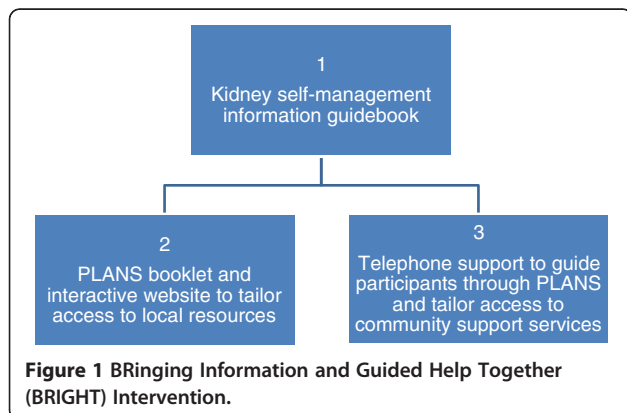 1
Kidney self-management
information guidebook
2
PLANS booklet and
interactive website to tailor
access to local resources
3
Telephone support to guide
participants through PLANS
and tailor access to
community support services
Figure 1 BRinging Information and Guided Help Together
(BRIGHT) Intervention.